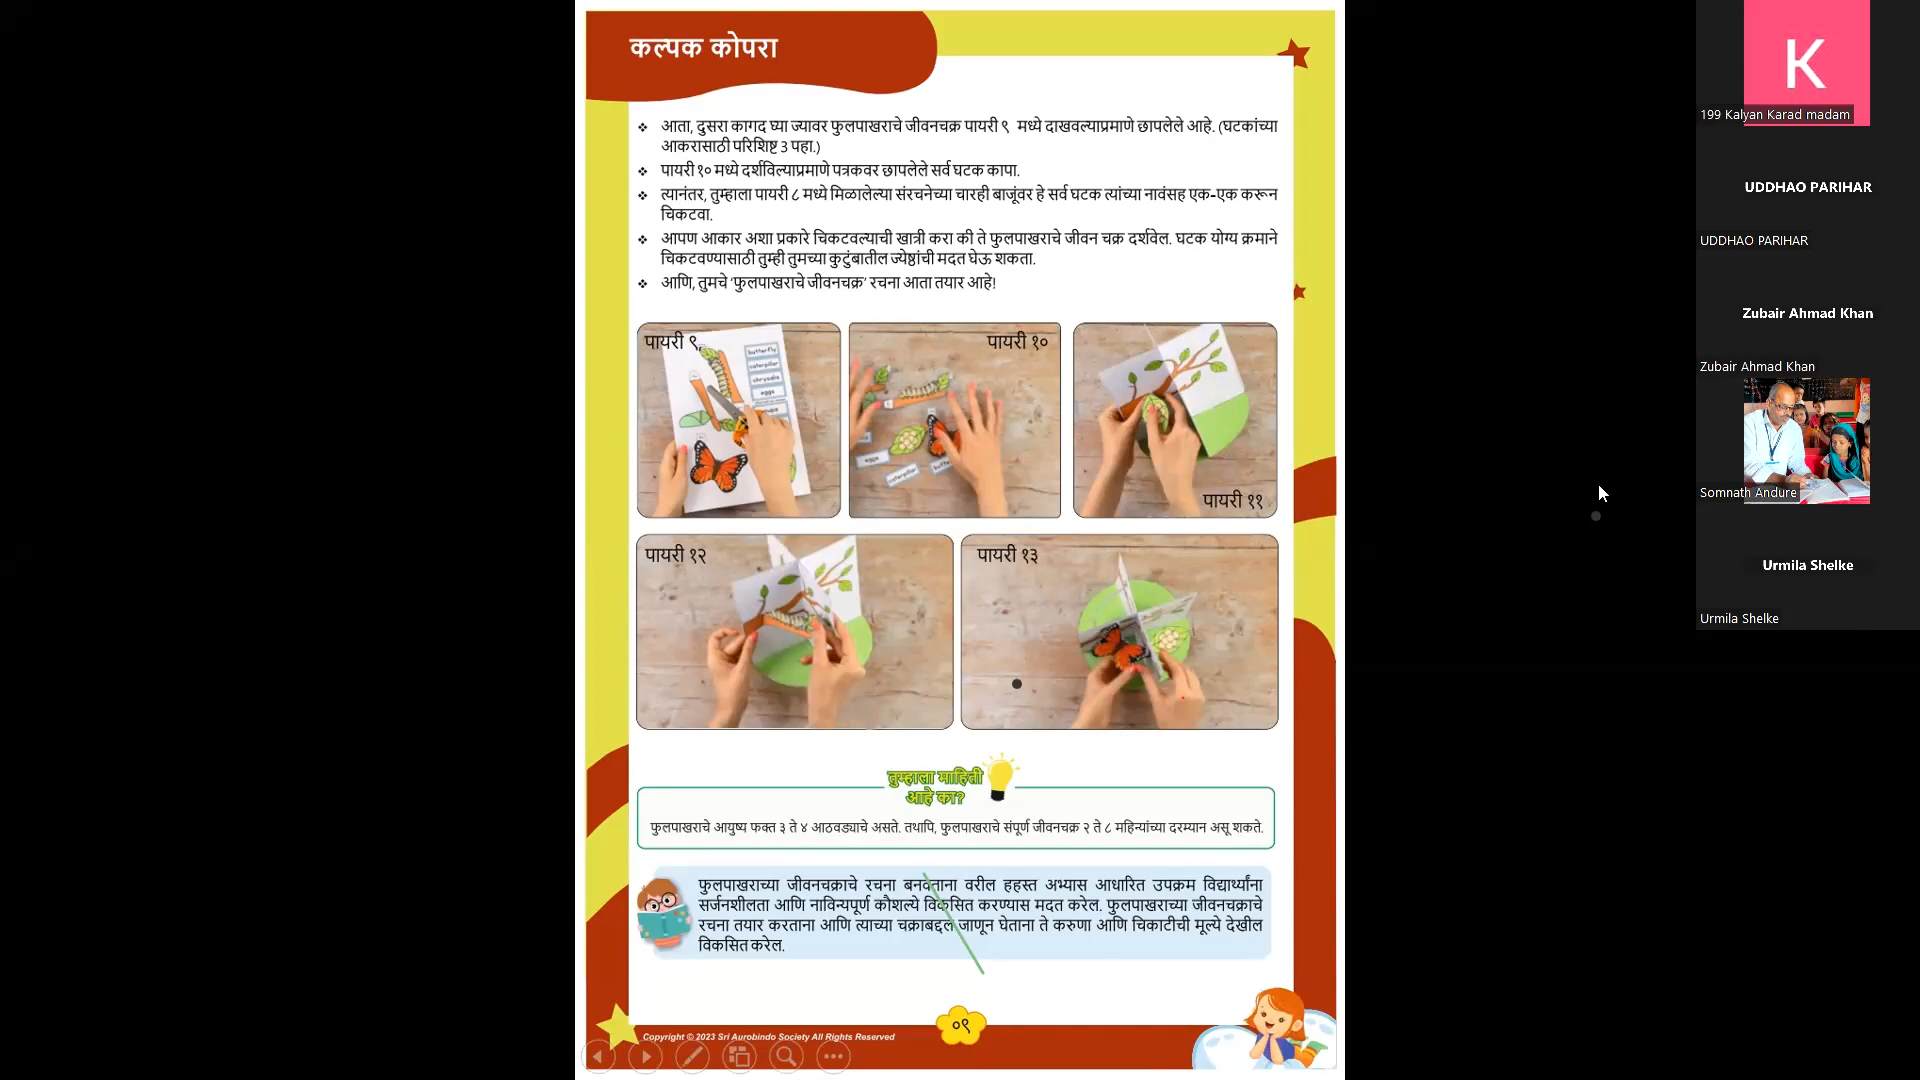 कल्पक कोपरा
❖ आता, दुसरा कागद घ्या ज्यावर फुलपाखराचे जीवनचक्र पायरी ९ मध्ये दाखवल्याप्रमाणे छापलेले आहे. (घटकांच्या
आकरासाठी परिशिष्ट 3 पहा.)
❖ पायरी १० मध्ये दर्शविल्याप्रमाणे पत्रकवर छापलेले सर्व घटक कापा.
❖ त्यानंतर, तुम्हाला पायरी ८ मध्ये मिळालेल्या संरचनेच्या चारही बाजूंवर हे सर्व घटक त्यांच्या नावंसह एक-एक करून
चिकटवा.
❖ आपण आकार अशा प्रकारे चिकटवल्याची खात्री करा की ते फुलपाखराचे जीवन चक्र दर्शवेल. घटक योग्य क्रमाने
चिकटवण्यासाठी तुम्ही तुमच्या कुटुंबातील ज्येष्ठांची मदत घेऊ शकता.
❖ आणि, तुमचे ‘फुलपाखराचे जीवनचक्र’ रचना आता तयार आहे!
पायरी ९
butterfly
caterpillar
chrysalis
eggs
पायरी १०
eggs
caterpillar
पायरी ११
पायरी १२
पायरी १३
तुम्हाला माहिती
आहे का?
फुलपाखराचे आयुष्य फक्त ३ ते ४ आठवड्याचे असते. तथापि, फुलपाखराचे संपूर्ण जीवनचक्र २ ते ८ महिन्यांच्या दरम्यान असू शकते.
फुलपाखराच्या जीवनचक्राचे रचना बनवताना वरील हहस्त अभ्यास आधारित उपक्रम विद्यार्थ्यांना
सर्जनशीलता आणि नाविन्यपूर्ण कौशल्ये विकसित करण्यास मदत करेल. फुलपाखराच्या जीवनचक्राचे
रचना तयार करताना आणि त्याच्या चक्राबद्दल जाणून घेताना ते करुणा आणि चिकाटीची मूल्ये देखील
विकसित करेल.
०९
Copyright © 2023 Sri Aurobindo Society All Rights Reserved
K
199 Kalyan Karad madam
UDDHAO PARIHAR
UDDHAO PARIHAR
Zubair Ahmad Khan
Zubair Ahmad Khan
Somnath Andure
Urmila Shelke
Urmila Shelke